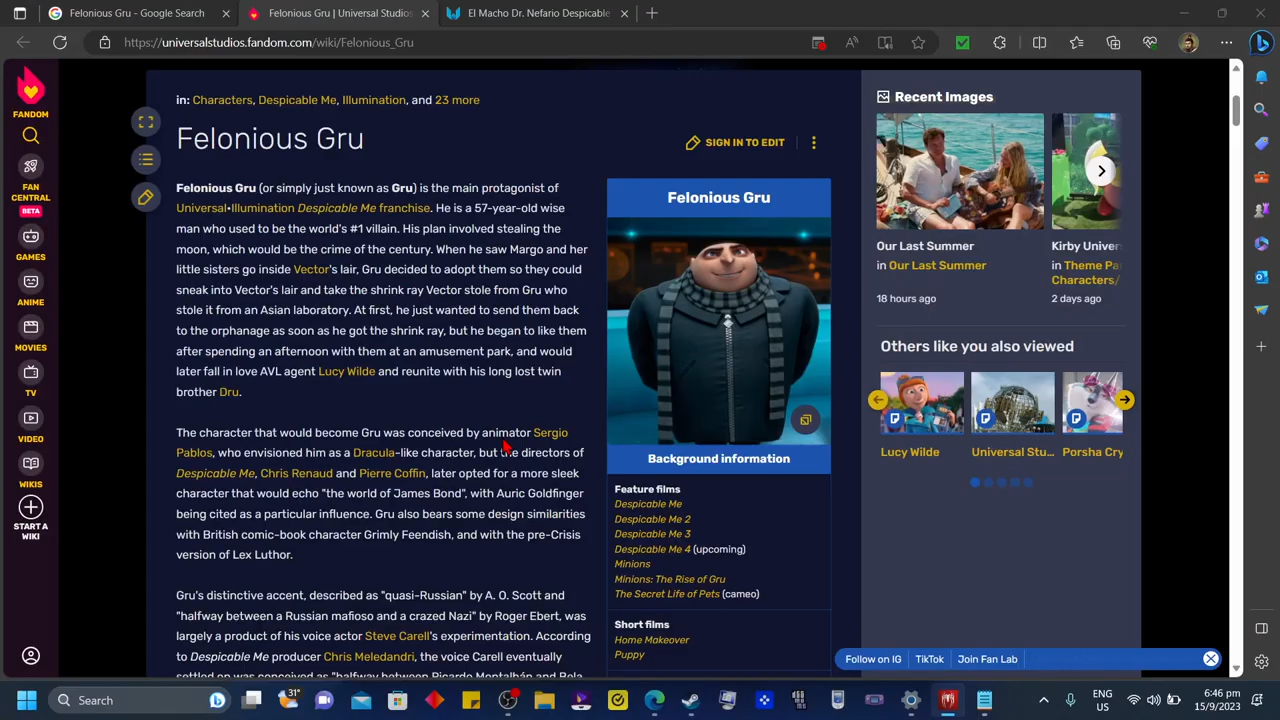 Felonious Gru - Google Search
Felonious Gru | Universal Studios
El Macho Dr. Nefario Despicable
https://universalstudios.fandom.com/wiki/Felonious_Gru
FANDOM
FAN
CENTRAL
BETA
GAMES
ANIME
MOVIES
TV
VIDEO
WIKIS
START A
WIKI
in: Characters, Despicable Me, Illumination, and 23 more
Felonious Gru
SIGN IN TO EDIT
Felonious Gru (or simply just known as Gru) is the main protagonist of
Universal•Illumination Despicable Me franchise. He is a 57-year-old wise
man who used to be the world's #1 villain. His plan involved stealing the
moon, which would be the crime of the century. When he saw Margo and her
little sisters go inside Vector's lair, Gru decided to adopt them so they could
sneak into Vector's lair and take the shrink ray Vector stole from Gru who
stole it from an Asian laboratory. At first, he just wanted to send them back
to the orphanage as soon as he got the shrink ray, but he began to like them
after spending an afternoon with them at an amusement park, and would
later fall in love AVL agent Lucy Wilde and reunite with his long lost twin
brother Dru.
The character that would become Gru was conceived by animator Sergio
Pablos, who envisioned him as a Dracula-like character, but the directors of
Despicable Me, Chris Renaud and Pierre Coffin, later opted for a more sleek
character that would echo "the world of James Bond", with Auric Goldfinger
being cited as a particular influence. Gru also bears some design similarities
with British comic-book character Grimly Feendish, and with the pre-Crisis
version of Lex Luthor.
Gru's distinctive accent, described as "quasi-Russian" by A. O. Scott and
"halfway between a Russian mafioso and a crazed Nazi" by Roger Ebert, was
largely a product of his voice actor Steve Carell's experimentation. According
to Despicable Me producer Chris Meledandri, the voice Carell eventually
settled on was conceived as "halfway between Ricardo Montalbán and Bela
Felonious Gru
Background information
Feature films
Despicable Me
Despicable Me 2
Despicable Me 3
Despicable Me 4 (upcoming)
Minions
Minions: The Rise of Gru
The Secret Life of Pets (cameo)
Short films
Home Makeover
Puppy
Recent Images
Our Last Summer
in Our Last Summer
18 hours ago
Kirby Univer
in Theme Pa
Characters/
2 days ago
Others like you also viewed
Lucy Wilde
Universal Stu...
Porsha Cry
Follow on IG
TikTok
Join Fan Lab
Search
31°
ENG
US
6:46 pm
15/9/2023